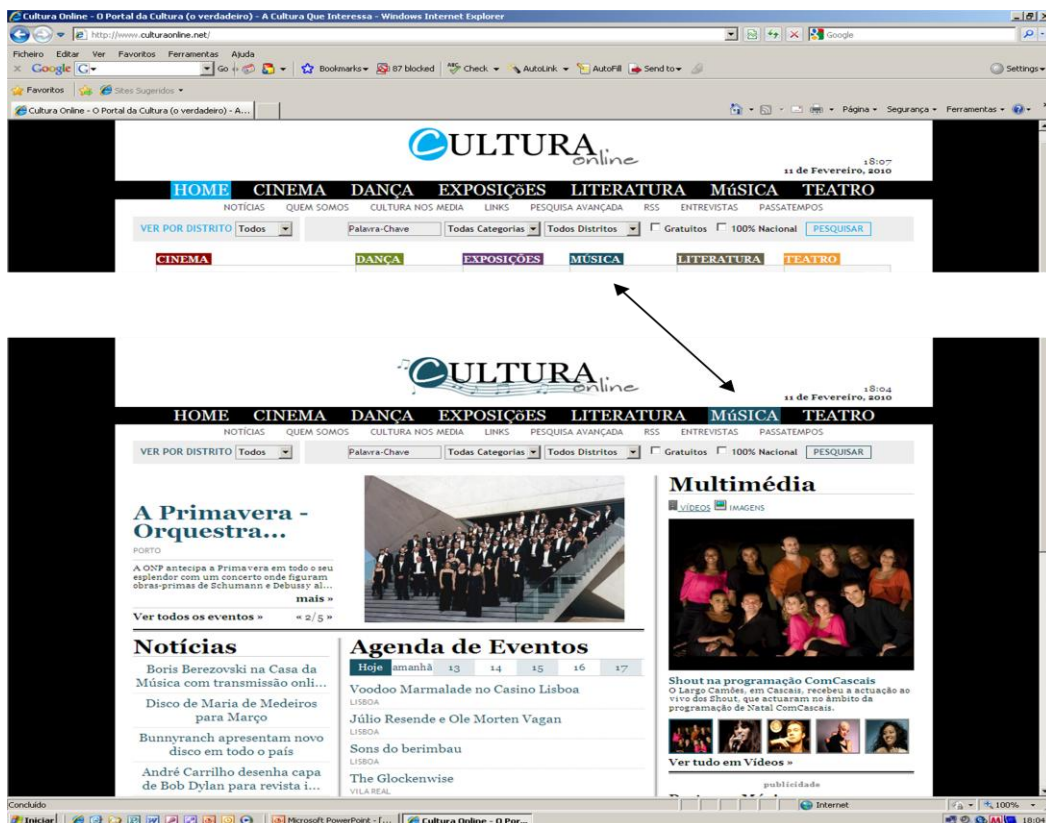 Cultura Online - O Portal da Cultura (o verdadeiro) - A Cultura Que Interessa - Windows Internet Explorer
http://www.culturaonline.net/
Google
Ficheiro Editar Ver Favoritos Ferramentas Ajuda
Google G Go Bookmarks 87 blocked ABC Check AutoLink AutoFill Send to Settings
Favoritos Sites Sugeridos
Cultura Online - O Portal da Cultura (o verdadeiro) - A... Página Segurança Ferramentas
CULTURA
online
18:07
11 de Fevereiro, 2010
HOME CINEMA DANÇA EXPOSIÇõES LITERATURA MúSICA TEATRO
NOTÍCIAS QUEM SOMOS CULTURA NOS MEDIA LINKS PESQUISA AVANÇADA RSS ENTREVISTAS PASSATEMPOS
VER POR DISTRITO Todos Palavra-Chave Todas Categorias Todos Distritos Gratuitos 100% Nacional PESQUISAR
CINEMA DANÇA EXPOSIÇÕES MÚSICA LITERATURA TEATRO
CULTURA
online
18:04
11 de Fevereiro, 2010
HOME CINEMA DANÇA EXPOSIÇõES LITERATURA MúSICA TEATRO
NOTÍCIAS QUEM SOMOS CULTURA NOS MEDIA LINKS PESQUISA AVANÇADA RSS ENTREVISTAS PASSATEMPOS
VER POR DISTRITO Todos Palavra-Chave Todas Categorias Todos Distritos Gratuitos 100% Nacional PESQUISAR
A Primavera -
Orquestra...
PORTO
A ONP antecipa a Primavera em todo o seu
esplendor com um concerto onde figuram
obras-primas de Schumann e Debussy al...
mais »
Ver todos os eventos » « 2/5 »
Notícias
Boris Berezovski na Casa da
Música com transmissão onli...
Disco de Maria de Medeiros
para Março
Bunnyranch apresentam novo
disco em todo o país
André Carrilho desenha capa
de Bob Dylan para revista i...
Agenda de Eventos
Hoje amanhã 13 14 15 16 17
Voodoo Marmalade no Casino Lisboa
LISBOA
Júlio Resende e Ole Morten Vagan
LISBOA
Sons do berimbau
LISBOA
The Glockenwise
VILA REAL
Multimédia
VÍDEOS IMAGENS
Shout na programação ComCascais
O Largo Camões, em Cascais, recebeu a actuação ao
vivo dos Shout, que actuaram no âmbito da
programação de Natal ComCascais.
Ver tudo em Vídeos »
publicidade
Concluído Internet 100%
Iniciar Microsoft PowerPoint - [... Cultura Online - O Por... 18:04